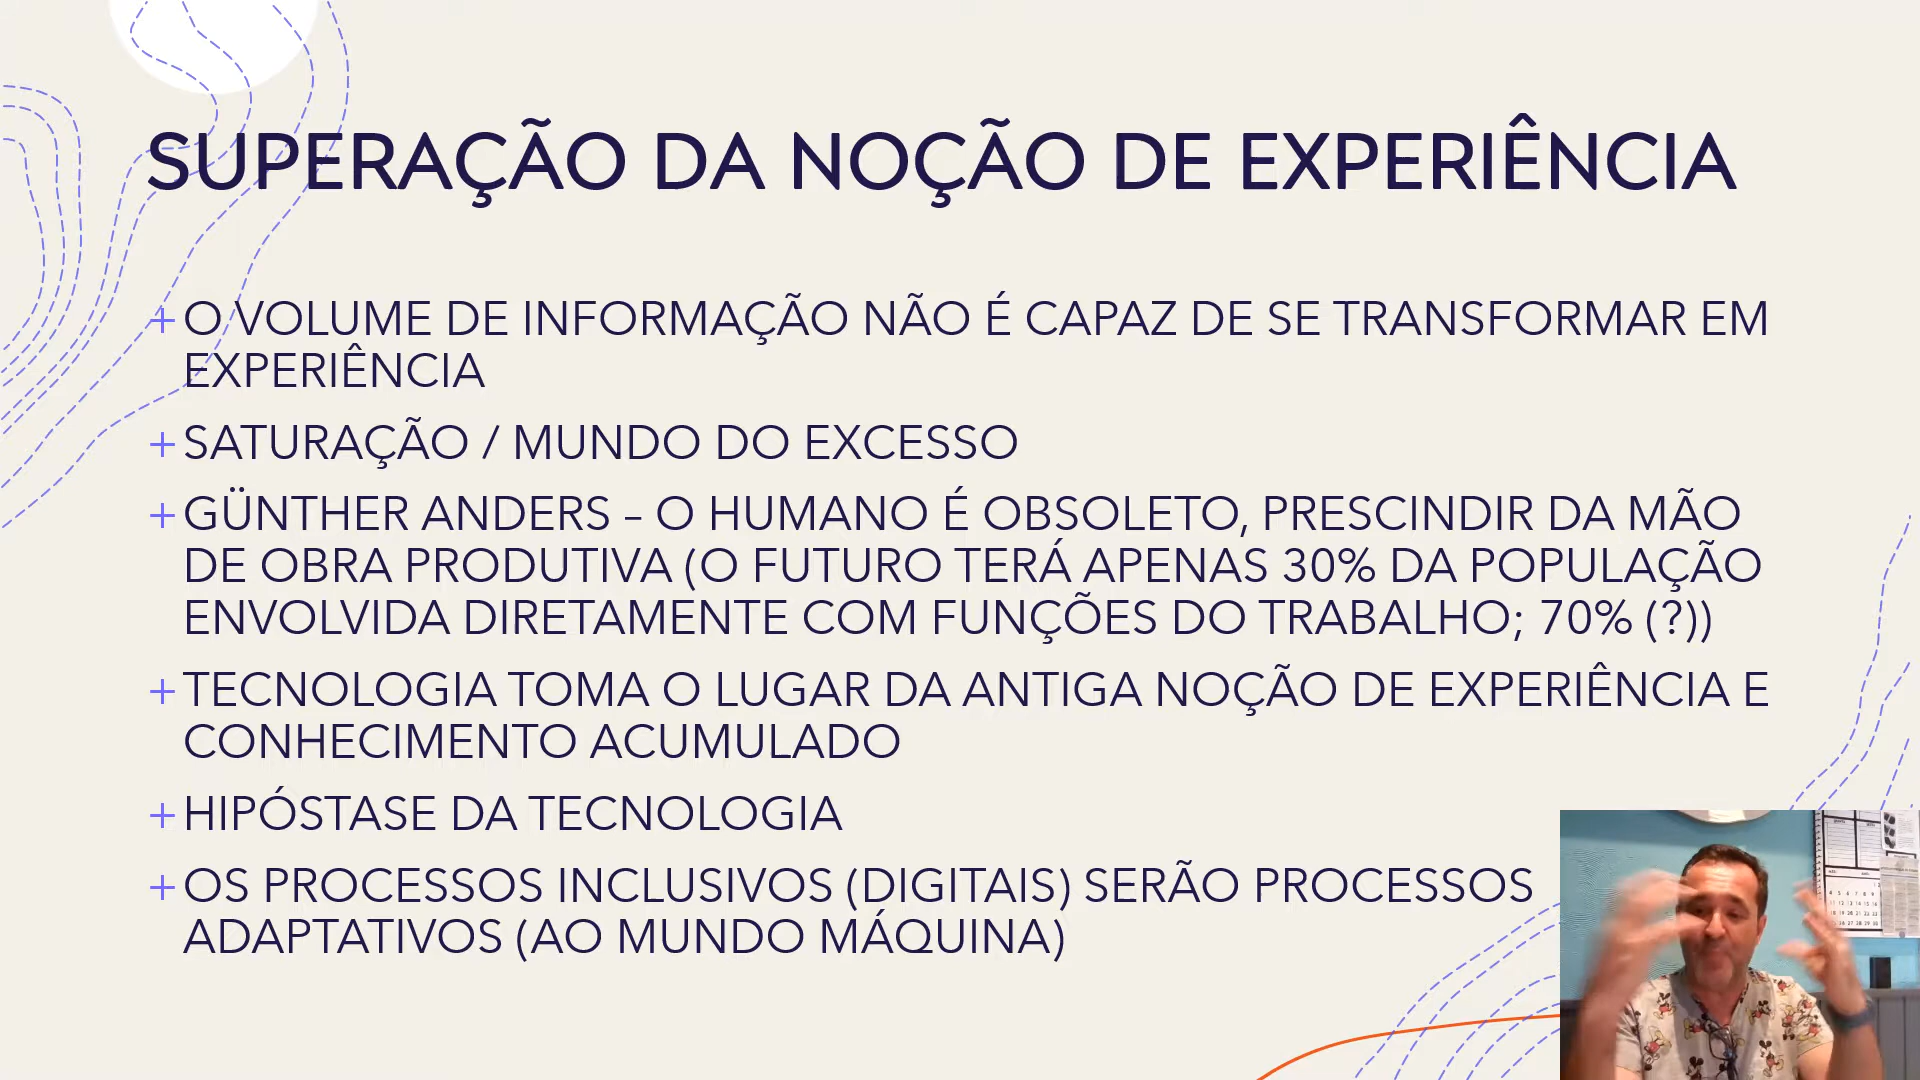 SUPERAÇÃO DA NOÇÃO DE EXPERIÊNCIA
+O VOLUME DE INFORMAÇÃO NÃO É CAPAZ DE SE TRANSFORMAR EM
EXPERIÊNCIA
+SATURAÇÃO / MUNDO DO EXCESSO
+GÜNTHER ANDERS – O HUMANO É OBSOLETO, PRESCINDIR DA MÃO
DE OBRA PRODUTIVA (O FUTURO TERÁ APENAS 30% DA POPULAÇÃO
ENVOLVIDA DIRETAMENTE COM FUNÇÕES DO TRABALHO; 70% (?))
+TECNOLOGIA TOMA O LUGAR DA ANTIGA NOÇÃO DE EXPERIÊNCIA E
CONHECIMENTO ACUMULADO
+HIPÓSTASE DA TECNOLOGIA
+OS PROCESSOS INCLUSIVOS (DIGITAIS) SERÃO PROCESSOS
ADAPTATIVOS (AO MUNDO MÁQUINA)